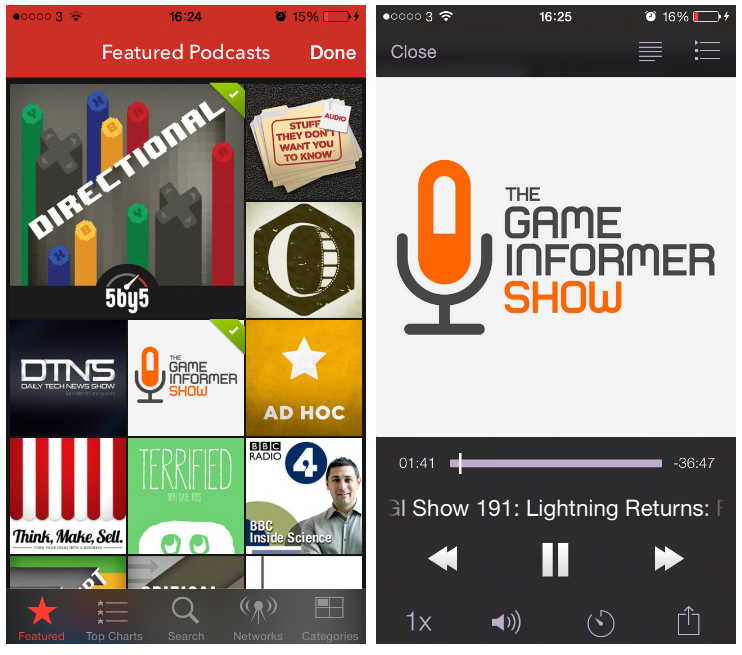 3 16:24 15%
Featured Podcasts Done
Y X B A
DIRECTIONAL
5by5
AUDIO
STUFF
THEY DON'T
WANT YOU
TO KNOW
DTNS
DAILY TECH NEWS SHOW
THE
GAME
INFORMER
SHOW
AD HOC
Think, Make, Sell.
TERRIFIED
WITH DAVE ROSS
BBC
RADIO
4
BBC
Inside Science
CRITICAL
Featured Top Charts Search Networks Categories
3 16:25 16%
Close
THE
GAME
INFORMER
SHOW
01:41 -36:47
GI Show 191: Lightning Returns: F
1x